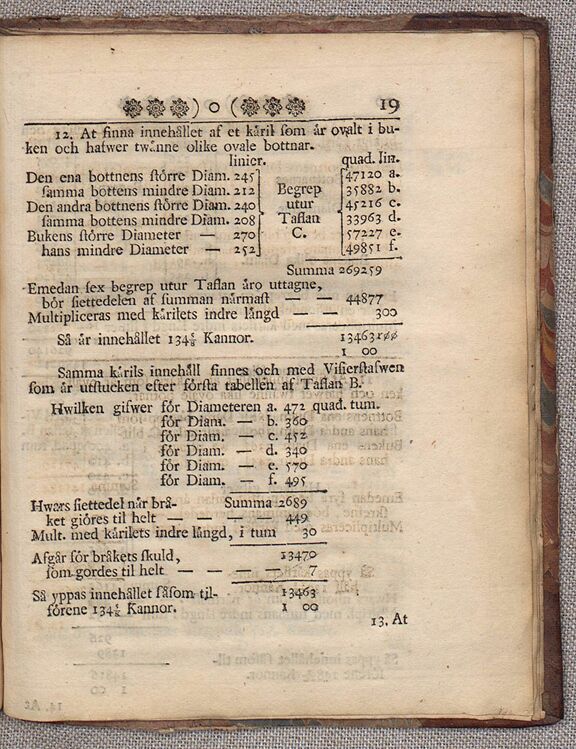 ) o ( 19
12. At finna innehållet af et käril som är ovalt i bu-
ken och hafwer twänne olike ovale bottnar.
linier. quad. lin.
Den ena bottnens större Diam. 245 47120 a.
samma bottens mindre Diam. 212 Begrep 35882 b.
Den andra bottnens större Diam. 240 utur 45216 c.
samma bottens mindre Diam. 208 Taflan 33963 d.
Bukens större Diameter — 270 C. 57227 e.
hans mindre Diameter — 252 49851 f.
Summa 269259
Emedan sex begrep utur Taflan äro uttagne,
bör siettedelen af summan närmast — — 44877
Multipliceras med kärilets indre längd — — 300
Så är innehållet 134⅝ Kannor. 13463100
1 00
Samma kärils innehåll finnes och med Visierstafwen
som är utstucken efter första tabellen af Taflan B.
Hwilken gifwer för Diameteren a. 472 quad. tum.
för Diam. — b. 360
för Diam. — c. 452
för Diam. — d. 340
för Diam. — e. 570
för Diam. — f. 495
Hwars siettedel når brå- Summa 2689
ket giöres til helt — — — — 449
Mult. med kärilets indre längd, i tum 30
Afgår för bråkets skuld, 13470
som gordes til helt — — — — 7
Så yppas innehållet såsom til- 13463
förene 134⅝ Kannor. 1 00
13. At